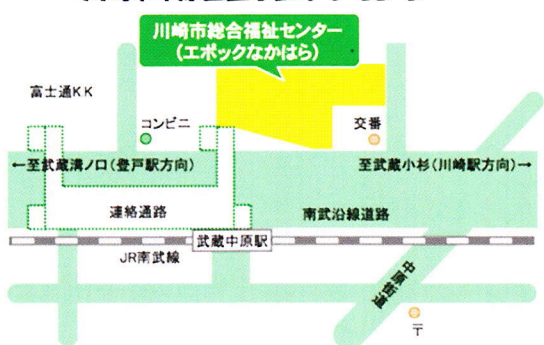 川崎市総合福祉センター
(エポックなかはら)
富士通KK
コンビニ
交番
←至武蔵溝ノ口(登戸駅方向)
至武蔵小杉(川崎駅方向)→
連絡通路
南武沿線道路
武蔵中原駅
JR南武線
中原街道
〒